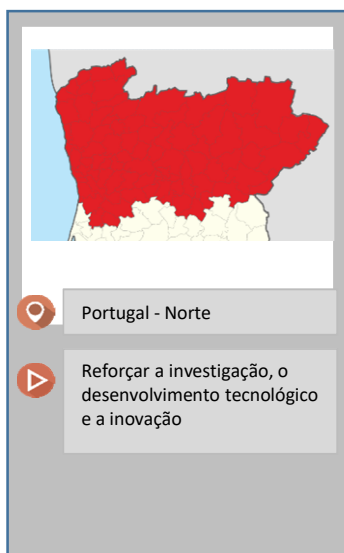 Portugal - Norte
Reforçar a investigação, o
desenvolvimento tecnológico
e a inovação